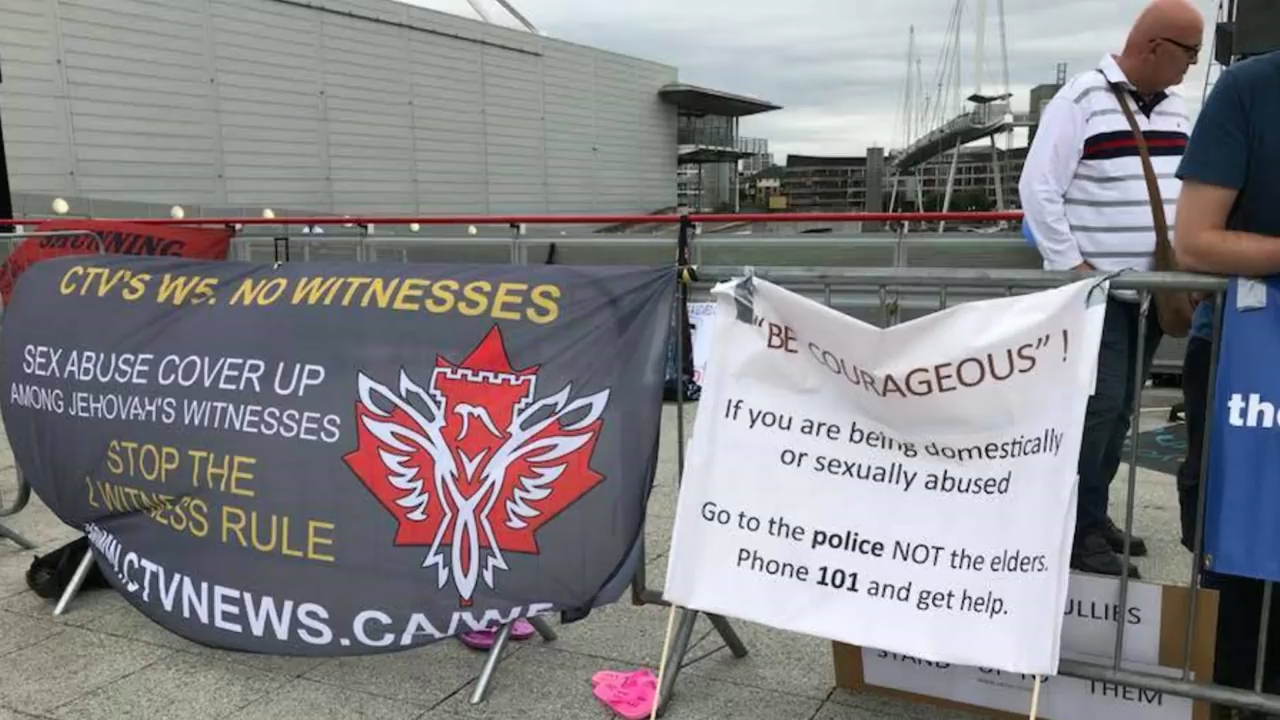 SHUNNING
CTV'S W5. NO WITNESSES
SEX ABUSE COVER UP
AMONG JEHOVAH'S WITNESSES
STOP THE
2 WITNESS RULE
WWW.CTVNEWS.CA/W5
"BE COURAGEOUS" !
If you are being domestically
or sexually abused
Go to the police NOT the elders.
Phone 101 and get help.
the
STAND UP TO
THEM